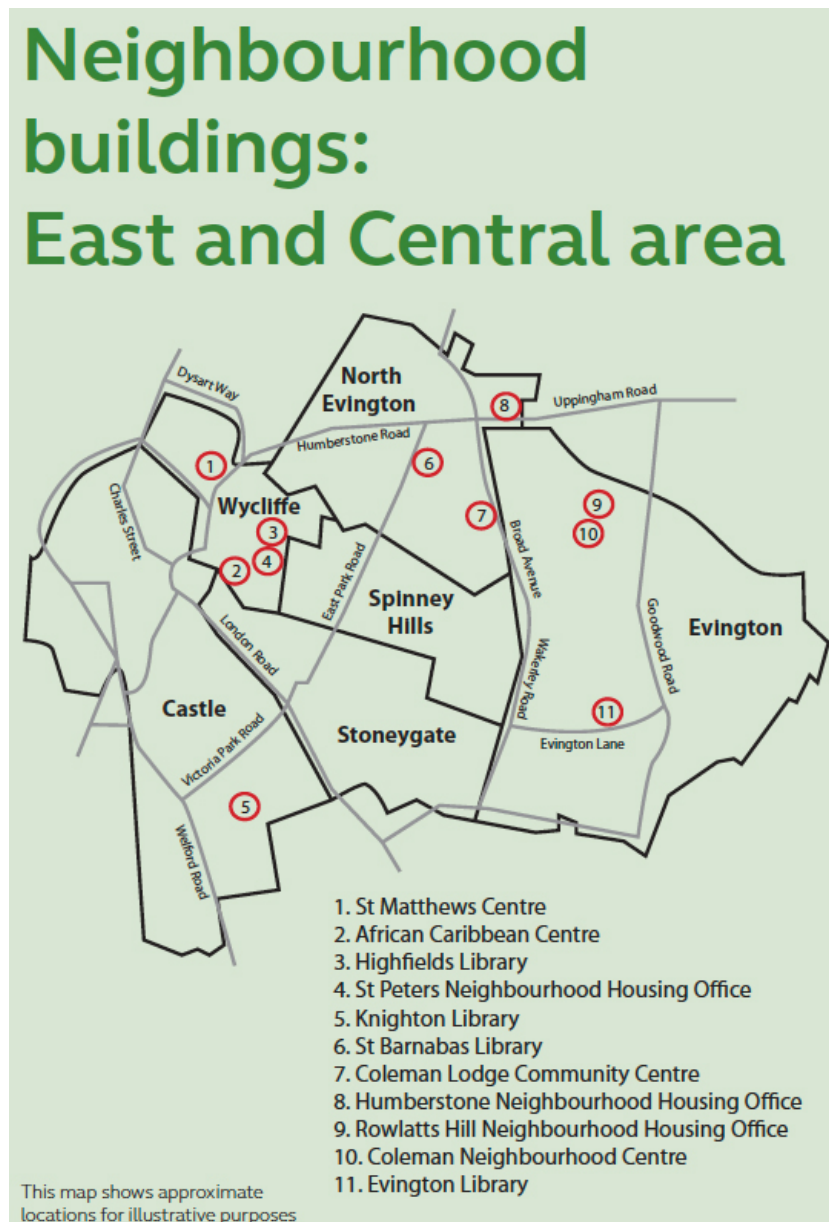 Neighbourhood
buildings:
East and Central area
North
Evington
Dysart Way
Uppingham Road
8
Humberstone Road
6
1
Charles Street
Wycliffe
9
3
7
10
Broad Avenue
4
2
East Park Road
Spinney
Hills
Goodwood Road
Evington
London Road
Wakerley Road
Castle
11
Stoneygate
Evington Lane
Victoria Park Road
5
Welford Road
1. St Matthews Centre
2. African Caribbean Centre
3. Highfields Library
4. St Peters Neighbourhood Housing Office
5. Knighton Library
6. St Barnabas Library
7. Coleman Lodge Community Centre
8. Humberstone Neighbourhood Housing Office
9. Rowlatts Hill Neighbourhood Housing Office
10. Coleman Neighbourhood Centre
11. Evington Library
This map shows approximate
locations for illustrative purposes